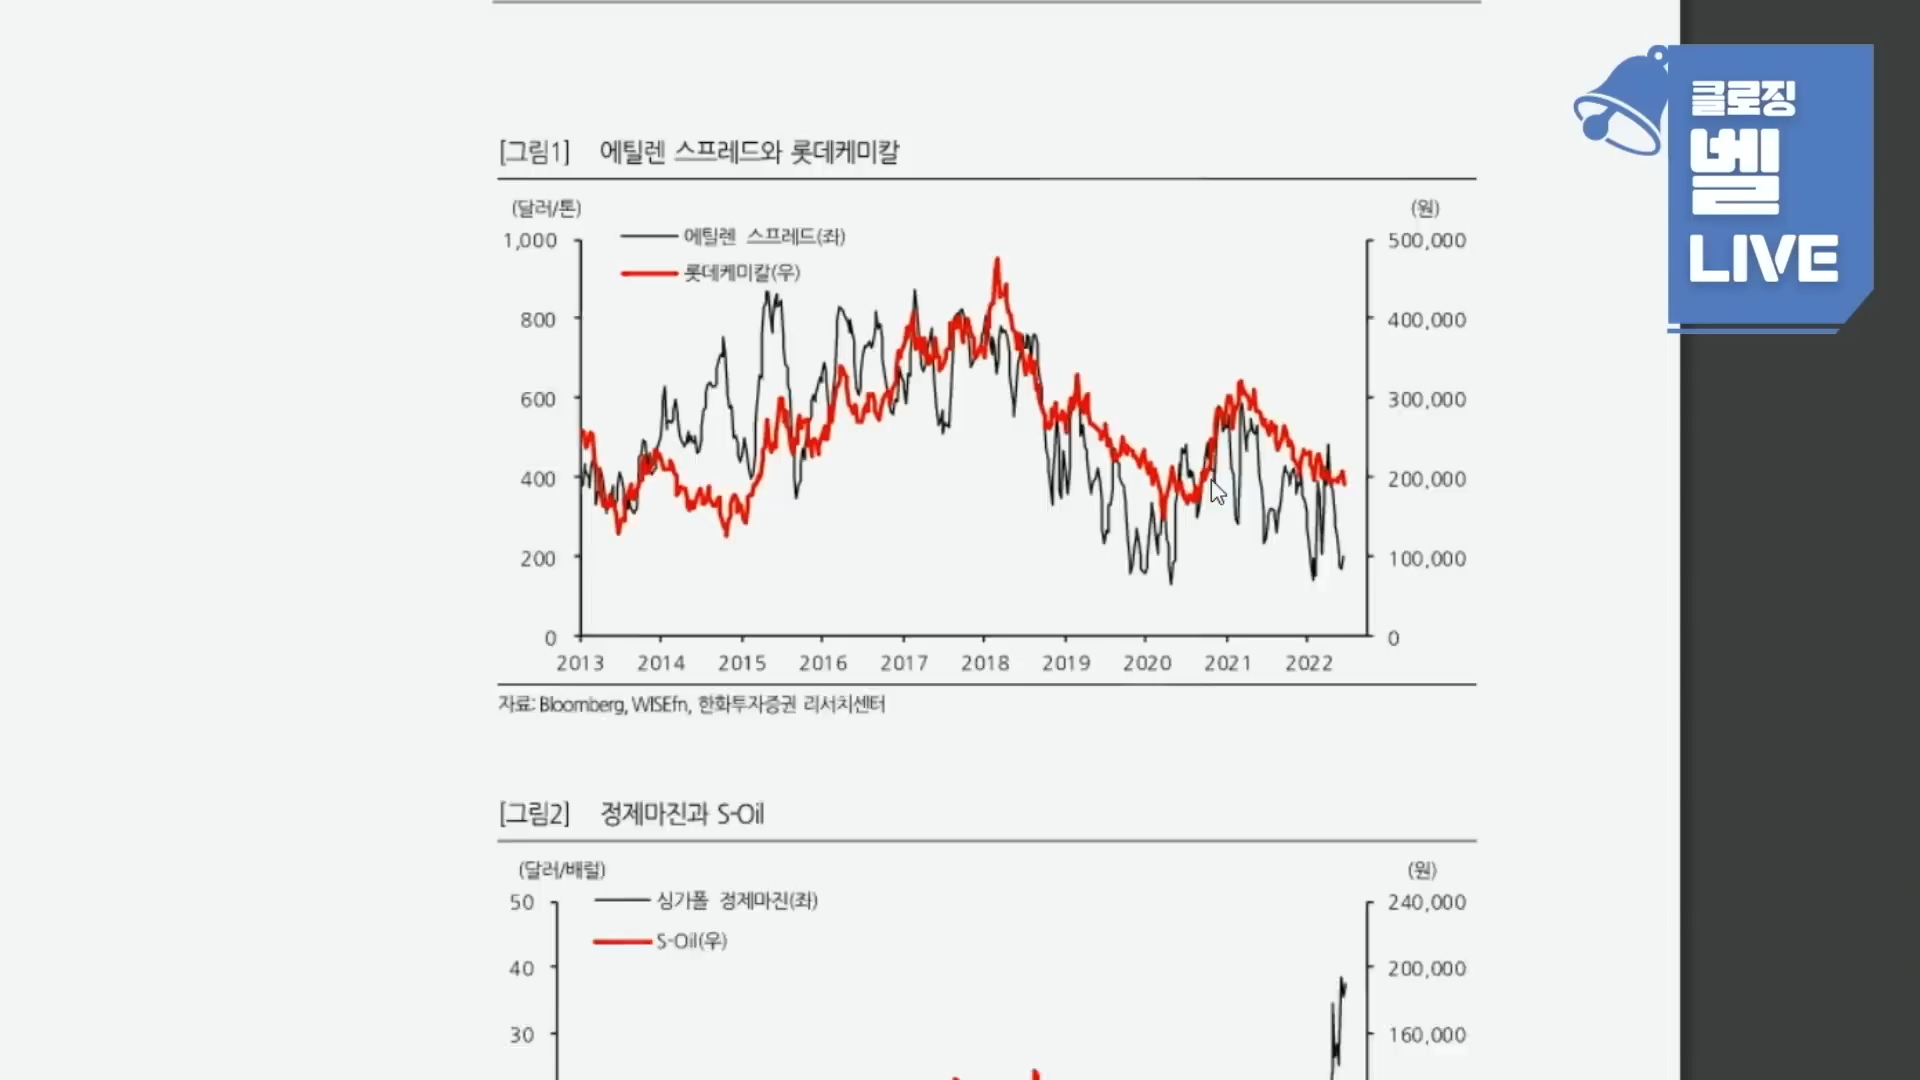 [그림1] 에틸렌 스프레드와 롯데케미칼
(달러/톤)
(원)
에틸렌 스프레드(좌)
롯데케미칼(우)
1,000
800
600
400
200
0
500,000
400,000
300,000
200,000
100,000
0
2013 2014 2015 2016 2017 2018 2019 2020 2021 2022
자료: Bloomberg, WISEfn, 한화투자증권 리서치센터
[그림2] 정제마진과 S-Oil
(달러/배럴)
(원)
싱가폴 정제마진(좌)
S-Oil(우)
50
40
30
240,000
200,000
160,000
클로징
벨
LIVE